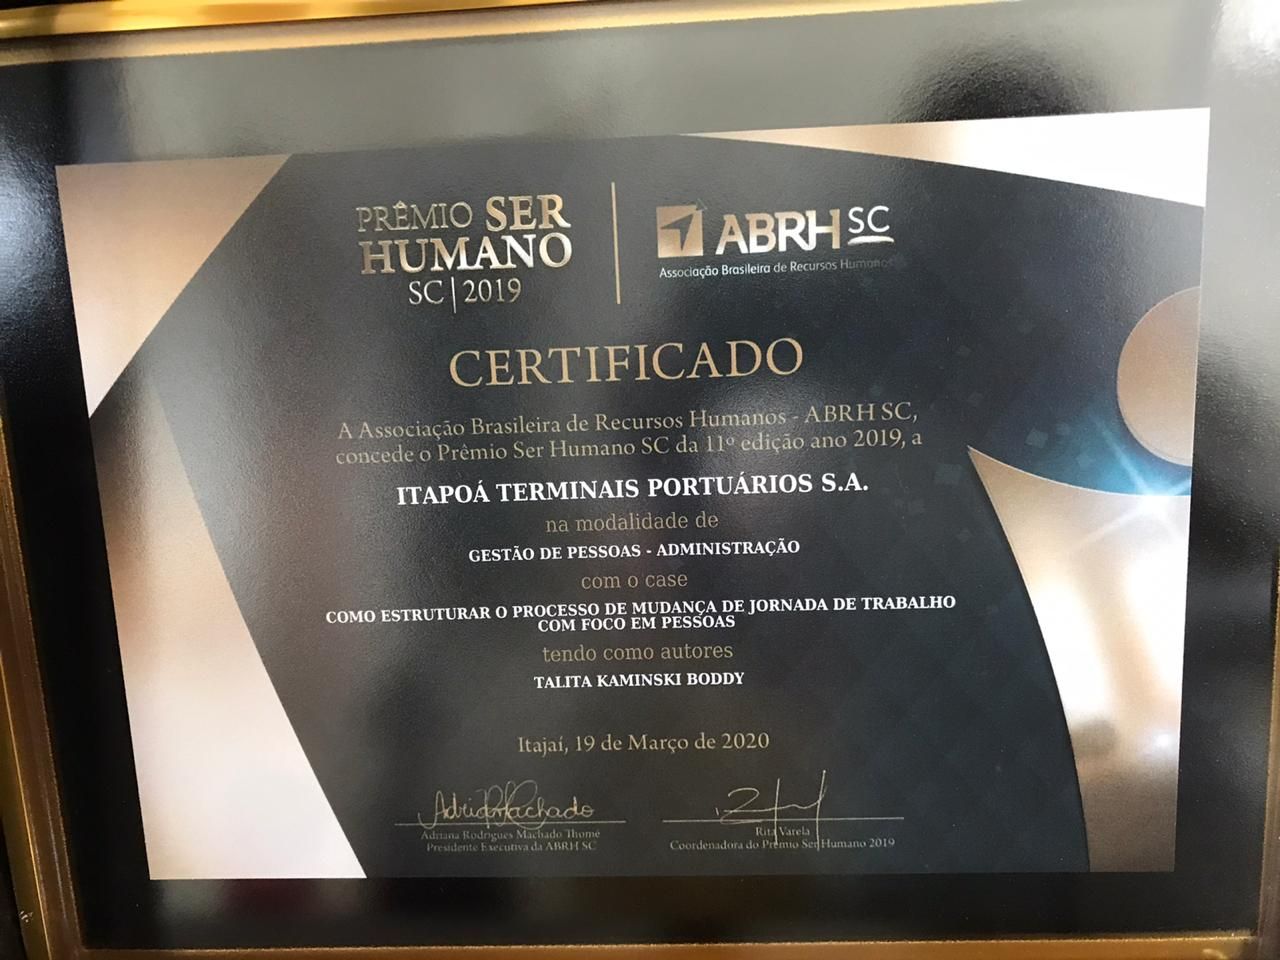 PRÊMIO SER
HUMANO
SC | 2019
ABRH SC
Associação Brasileira de Recursos Humanos
CERTIFICADO
A Associação Brasileira de Recursos Humanos - ABRH SC,
concede o Prêmio Ser Humano SC da 11º edição ano 2019, a
ITAPOÁ TERMINAIS PORTUÁRIOS S.A.
na modalidade de
GESTÃO DE PESSOAS - ADMINISTRAÇÃO
com o case
COMO ESTRUTURAR O PROCESSO DE MUDANÇA DE JORNADA DE TRABALHO
COM FOCO EM PESSOAS
tendo como autores
TALITA KAMINSKI BODDY
Itajaí, 19 de Março de 2020
Adriana Rodrigues Machado Thomé
Presidente Executiva da ABRH SC
Rita Varela
Coordenadora do Prêmio Ser Humano 2019